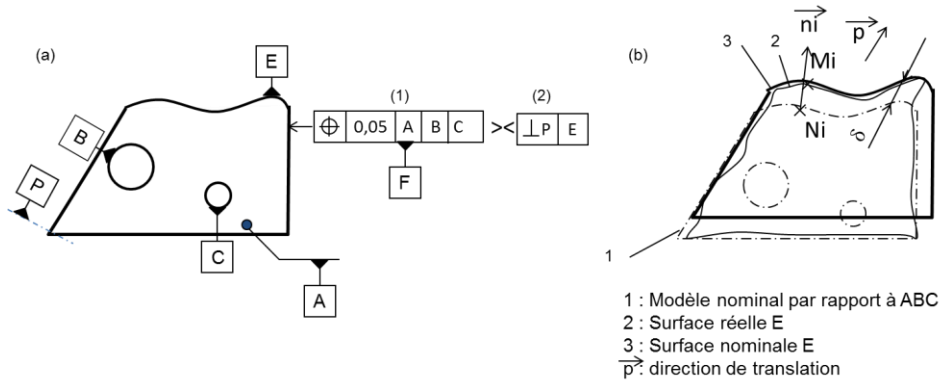 (a)
E
(1)
(2)
⌖ 0,05 A B C >< ⊥P E
B
F
P
C
A
(b)
3
2
ni
p
Mi
Ni
δ
1
1 : Modèle nominal par rapport à ABC
2 : Surface réelle E
3 : Surface nominale E
p: direction de translation